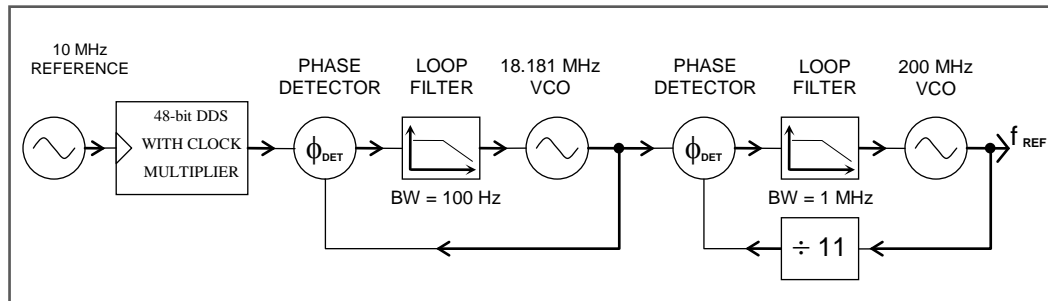 10 MHz
REFERENCE
48-bit DDS
WITH CLOCK
MULTIPLIER
PHASE
DETECTOR
ϕDET
LOOP
FILTER
BW = 100 Hz
18.181 MHz
VCO
PHASE
DETECTOR
ϕDET
LOOP
FILTER
BW = 1 MHz
200 MHz
VCO
f REF
÷ 11